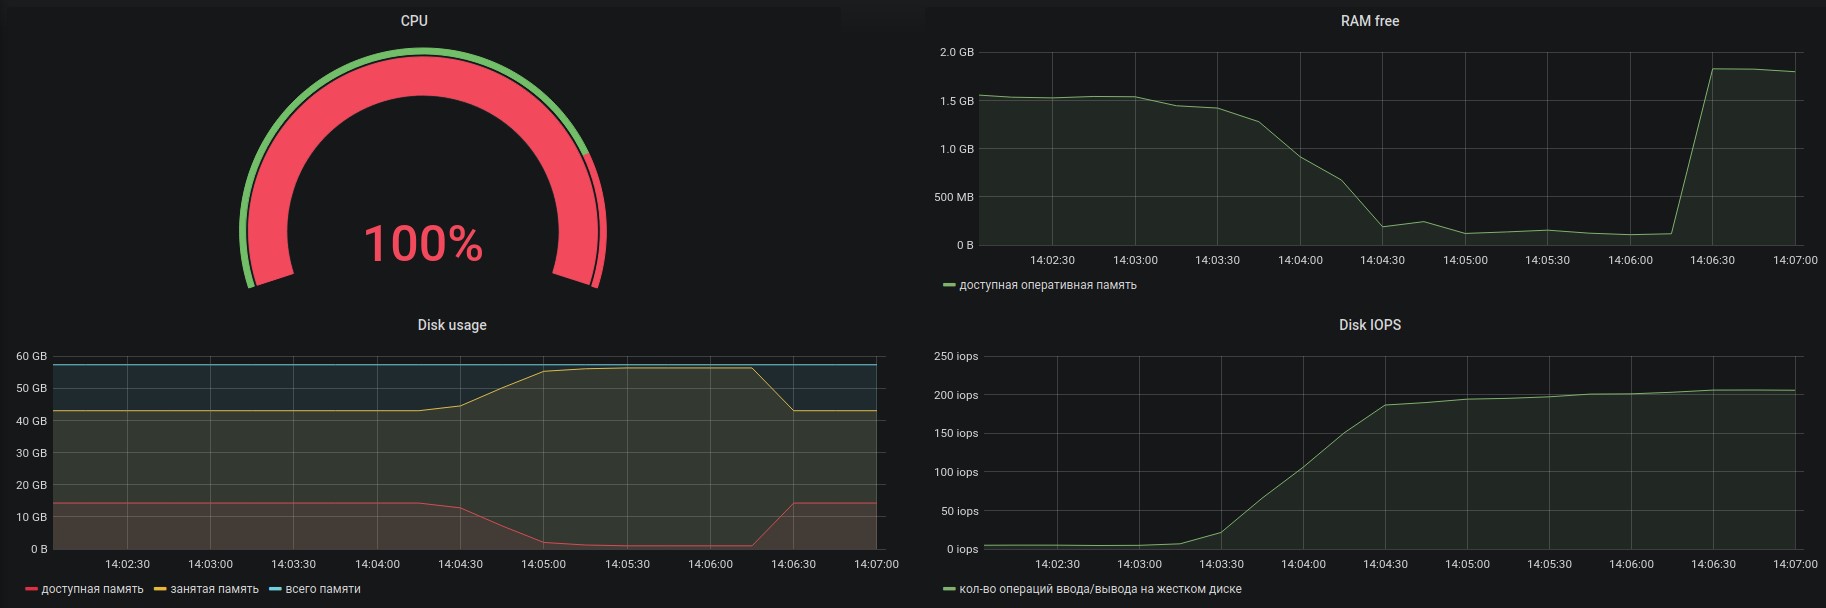 CPU
100%
RAM free
2.0 GB
1.5 GB
1.0 GB
500 MB
0 B
14:02:30 14:03:00 14:03:30 14:04:00 14:04:30 14:05:00 14:05:30 14:06:00 14:06:30 14:07:00
доступная оперативная память
Disk usage
60 GB
50 GB
40 GB
30 GB
20 GB
10 GB
0 B
14:02:30 14:03:00 14:03:30 14:04:00 14:04:30 14:05:00 14:05:30 14:06:00 14:06:30 14:07:00
доступная память занятая память всего памяти
Disk IOPS
250 iops
200 iops
150 iops
100 iops
50 iops
0 iops
14:02:30 14:03:00 14:03:30 14:04:00 14:04:30 14:05:00 14:05:30 14:06:00 14:06:30 14:07:00
кол-во операций ввода/вывода на жестком диске